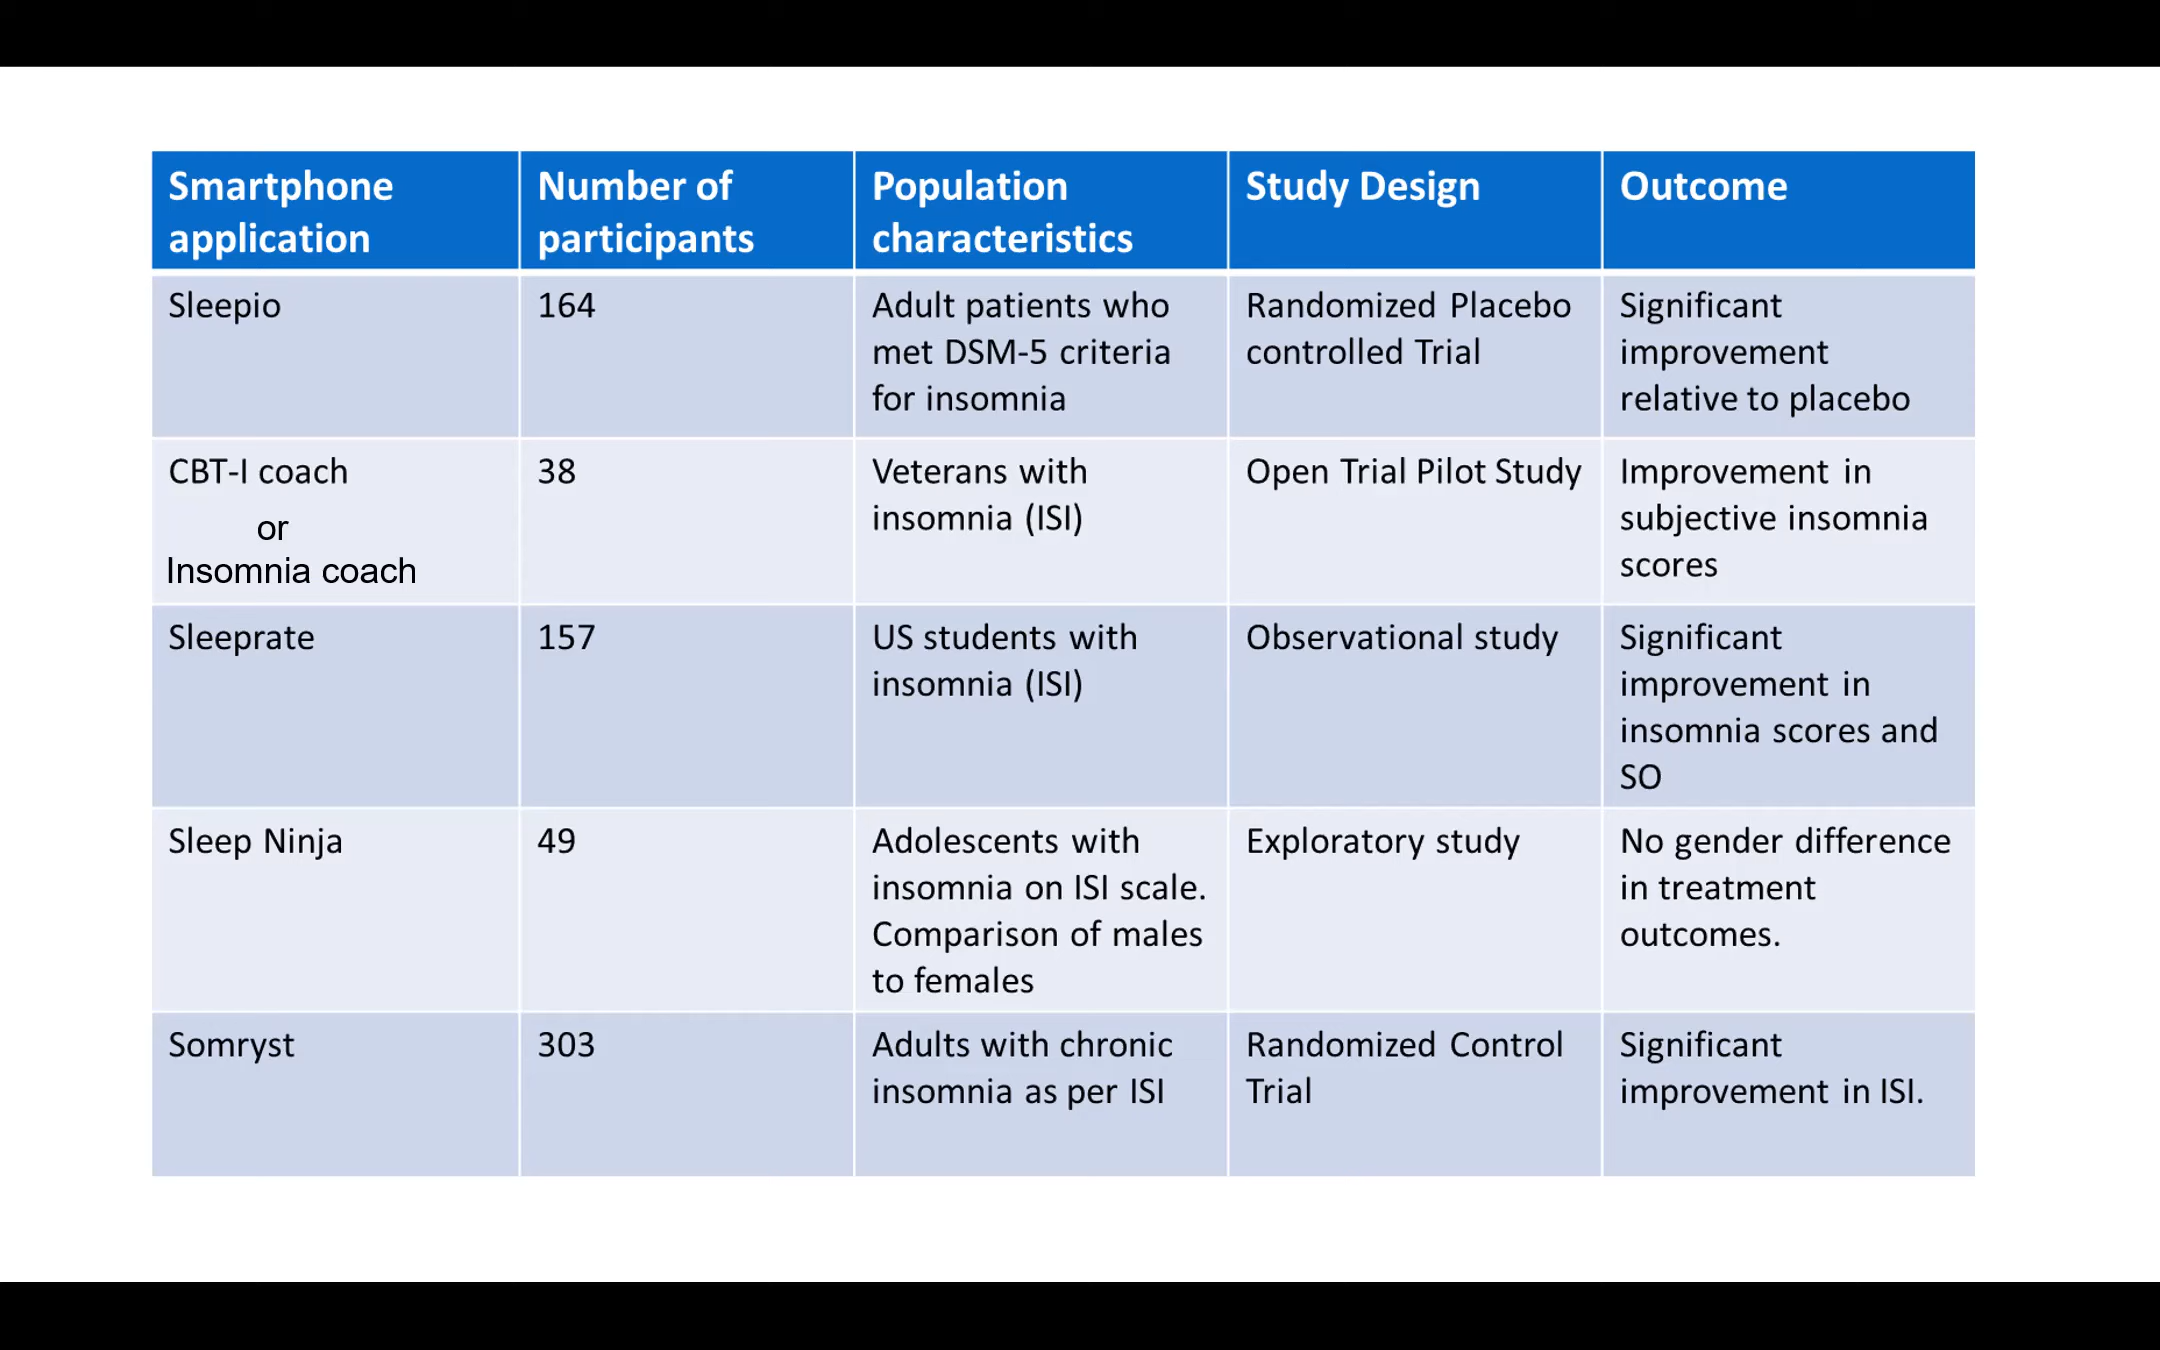 Smartphone
application
Number of
participants
Population
characteristics
Study Design
Outcome
Sleepio
164
Adult patients who
met DSM-5 criteria
for insomnia
Randomized Placebo
controlled Trial
Significant
improvement
relative to placebo
CBT-I coach
or
Insomnia coach
38
Veterans with
insomnia (ISI)
Open Trial Pilot Study
Improvement in
subjective insomnia
scores
Sleeprate
157
US students with
insomnia (ISI)
Observational study
Significant
improvement in
insomnia scores and
SO
Sleep Ninja
49
Adolescents with
insomnia on ISI scale.
Comparison of males
to females
Exploratory study
No gender difference
in treatment
outcomes.
Somryst
303
Adults with chronic
insomnia as per ISI
Randomized Control
Trial
Significant
improvement in ISI.